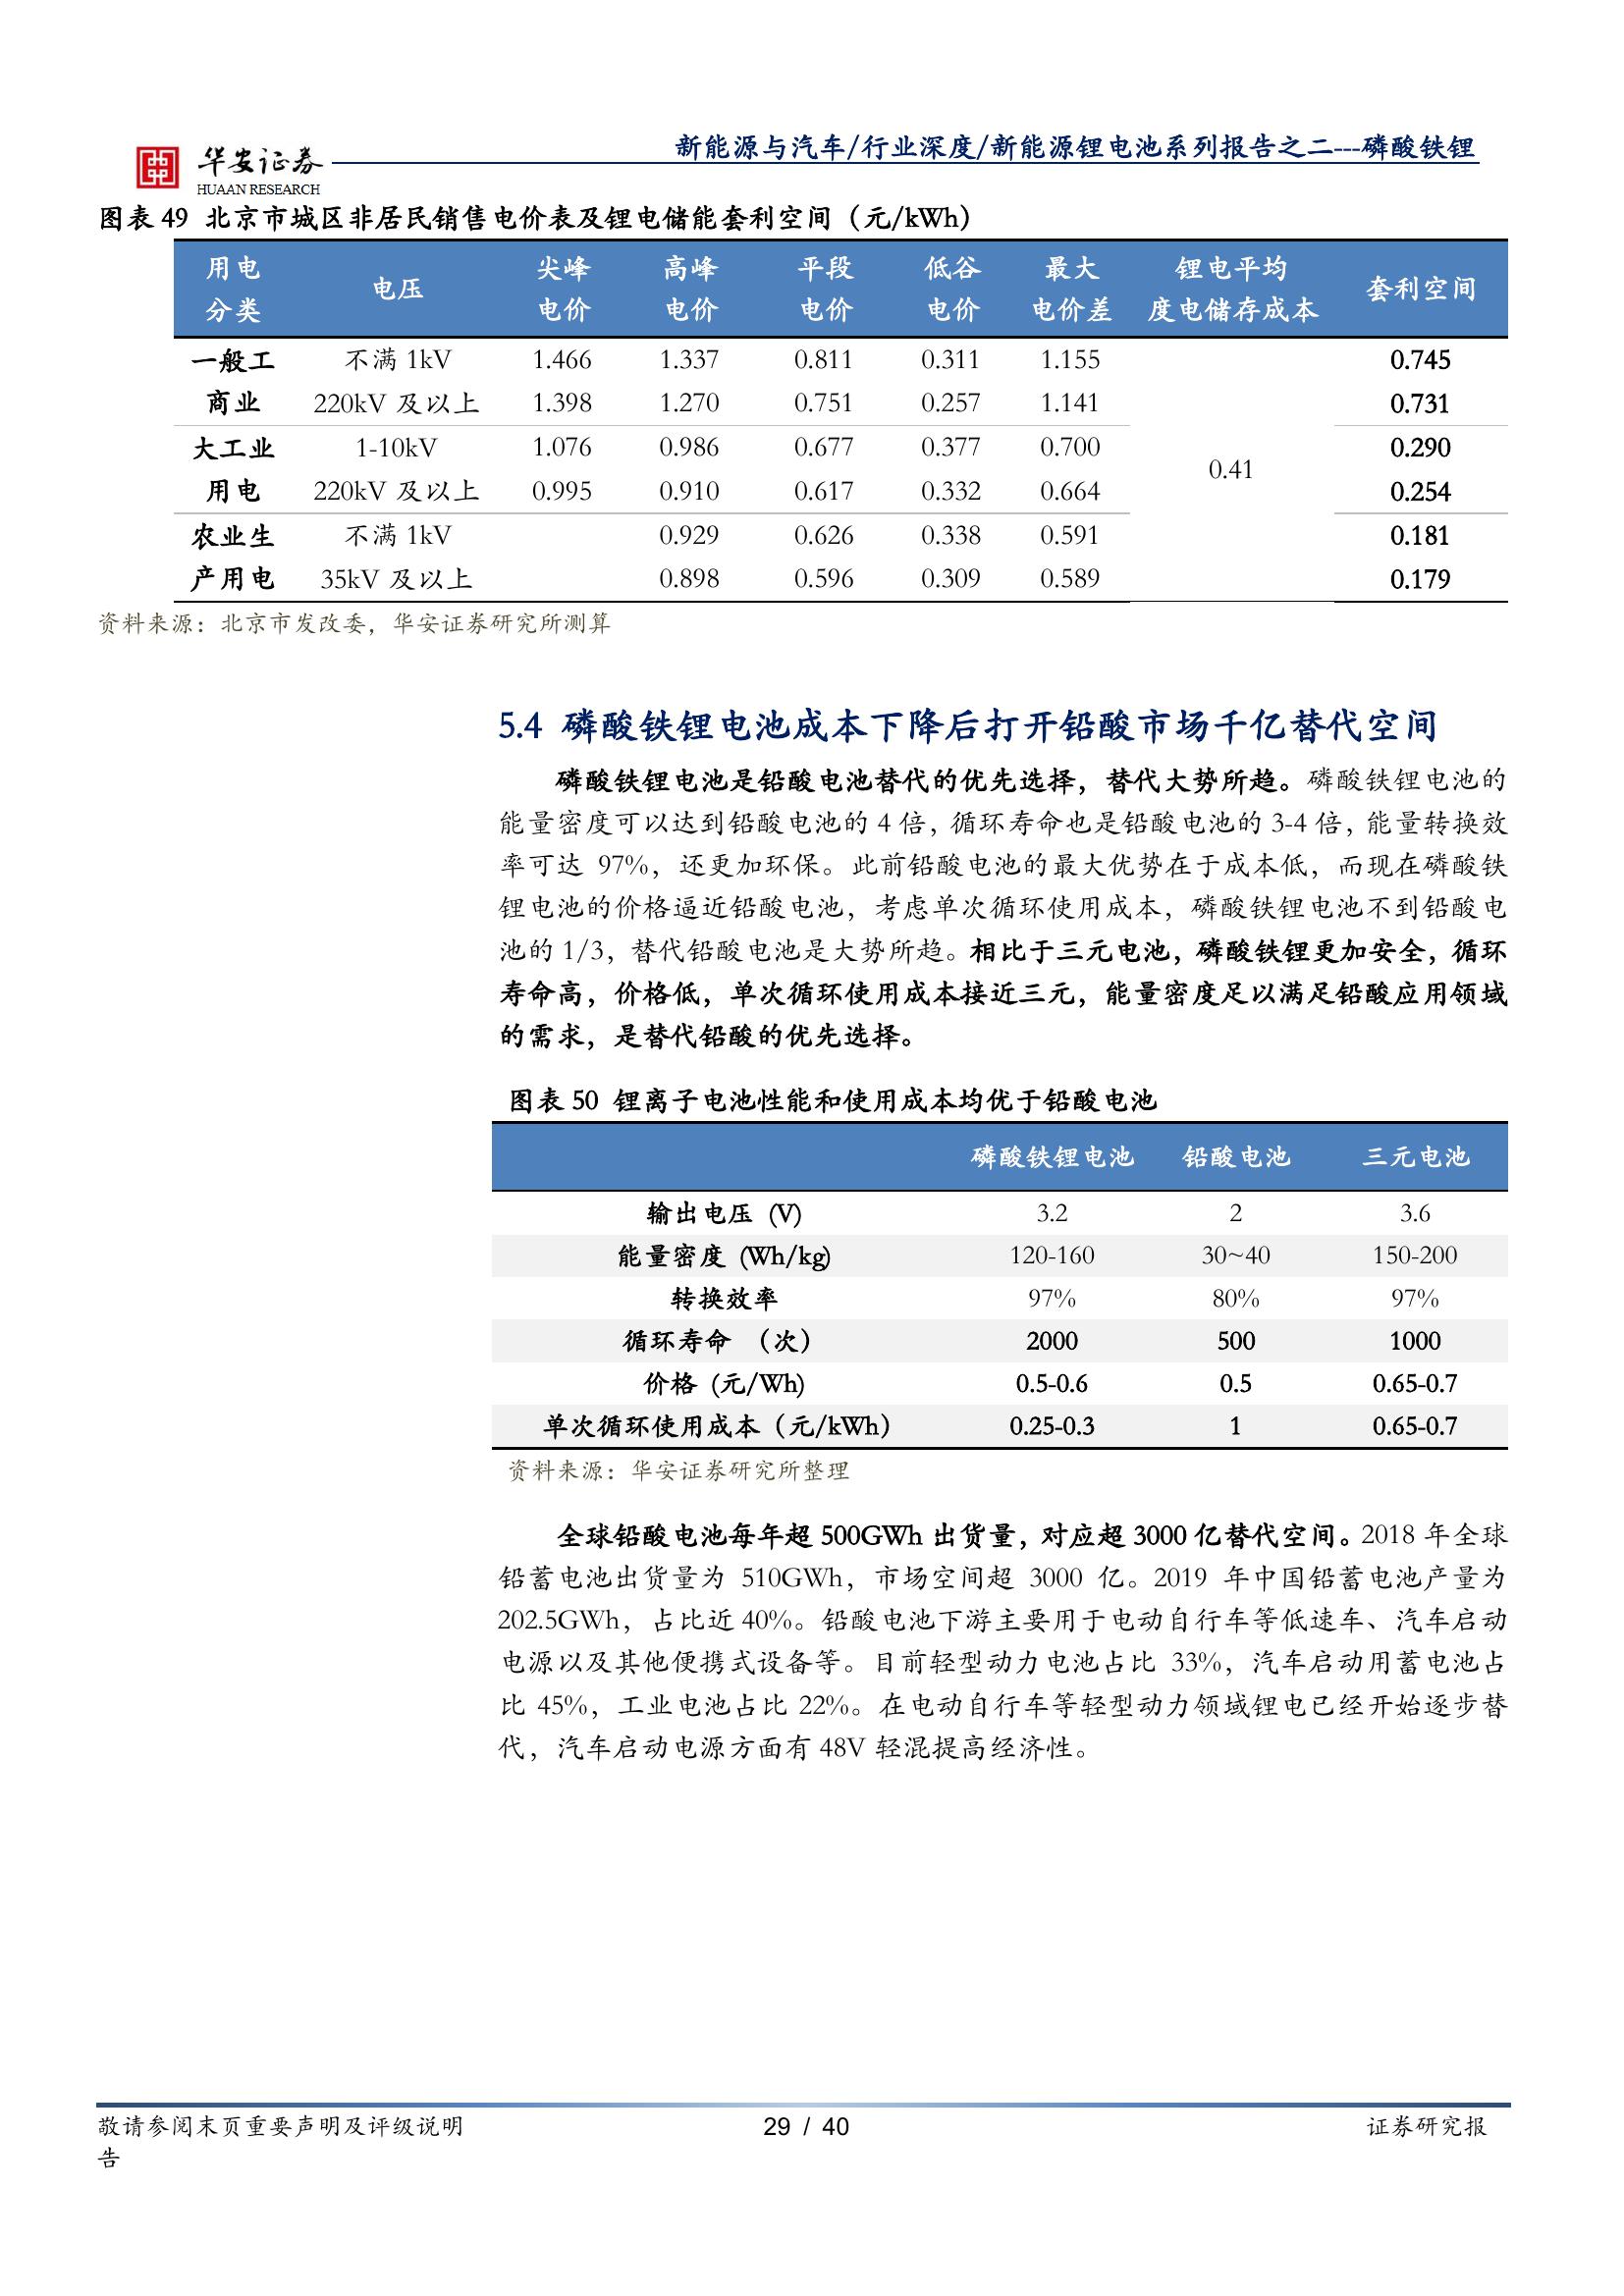 新能源与汽车/行业深度/新能源锂电池系列报告之二---磷酸铁锂
华安证券
HUAAN RESEARCH
图表 49 北京市城区非居民销售电价表及锂电储能套利空间（元/kWh）
用电分类 电压 尖峰电价 高峰电价 平段电价 低谷电价 最大电价差 锂电平均度电储存成本 套利空间
一般工 不满 1kV 1.466 1.337 0.811 0.311 1.155 0.745
商业 220kV 及以上 1.398 1.270 0.751 0.257 1.141 0.731
大工业 1-10kV 1.076 0.986 0.677 0.377 0.700 0.290
0.41
用电 220kV 及以上 0.995 0.910 0.617 0.332 0.664 0.254
农业生 不满 1kV 0.929 0.626 0.338 0.591 0.181
产用电 35kV 及以上 0.898 0.596 0.309 0.589 0.179
资料来源：北京市发改委，华安证券研究所测算
5.4 磷酸铁锂电池成本下降后打开铅酸市场千亿替代空间
磷酸铁锂电池是铅酸电池替代的优先选择，替代大势所趋。磷酸铁锂电池的
能量密度可以达到铅酸电池的 4 倍，循环寿命也是铅酸电池的 3-4 倍，能量转换效
率可达 97%，还更加环保。此前铅酸电池的最大优势在于成本低，而现在磷酸铁
锂电池的价格逼近铅酸电池，考虑单次循环使用成本，磷酸铁锂电池不到铅酸电
池的 1/3，替代铅酸电池是大势所趋。相比于三元电池，磷酸铁锂更加安全，循环
寿命高，价格低，单次循环使用成本接近三元，能量密度足以满足铅酸应用领域
的需求，是替代铅酸的优先选择。
图表 50 锂离子电池性能和使用成本均优于铅酸电池
磷酸铁锂电池 铅酸电池 三元电池
输出电压 (V) 3.2 2 3.6
能量密度 (Wh/kg) 120-160 30~40 150-200
转换效率 97% 80% 97%
循环寿命 （次） 2000 500 1000
价格 (元/Wh) 0.5-0.6 0.5 0.65-0.7
单次循环使用成本（元/kWh） 0.25-0.3 1 0.65-0.7
资料来源：华安证券研究所整理
全球铅酸电池每年超 500GWh 出货量，对应超 3000 亿替代空间。2018 年全球
铅蓄电池出货量为 510GWh，市场空间超 3000 亿。2019 年中国铅蓄电池产量为
202.5GWh，占比近 40%。铅酸电池下游主要用于电动自行车等低速车、汽车启动
电源以及其他便携式设备等。目前轻型动力电池占比 33%，汽车启动用蓄电池占
比 45%，工业电池占比 22%。在电动自行车等轻型动力领域锂电已经开始逐步替
代，汽车启动电源方面有 48V 轻混提高经济性。
敬请参阅末页重要声明及评级说明 29 / 40 证券研究报
告